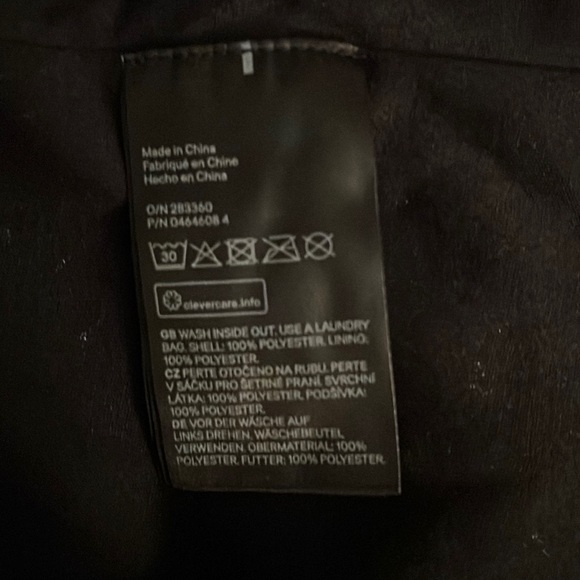 Made in China
Fabriqué en Chine
Hecho en China
O/N 283360
P/N 0464608 4
30
clevercare.info
GB WASH INSIDE OUT. USE A LAUNDRY
BAG. SHELL: 100% POLYESTER. LINING:
100% POLYESTER.
CZ PERTE OTOČENO NA RUBU. PERTE
V SÁČKU PRO ŠETRNÉ PRANÍ. SVRCHNÍ
LÁTKA: 100% POLYESTER. PODŠÍVKA:
100% POLYESTER.
DE VOR DER WÄSCHE AUF
LINKS DREHEN. WÄSCHEBEUTEL
VERWENDEN. OBERMATERIAL: 100%
POLYESTER. FUTTER: 100% POLYESTER.